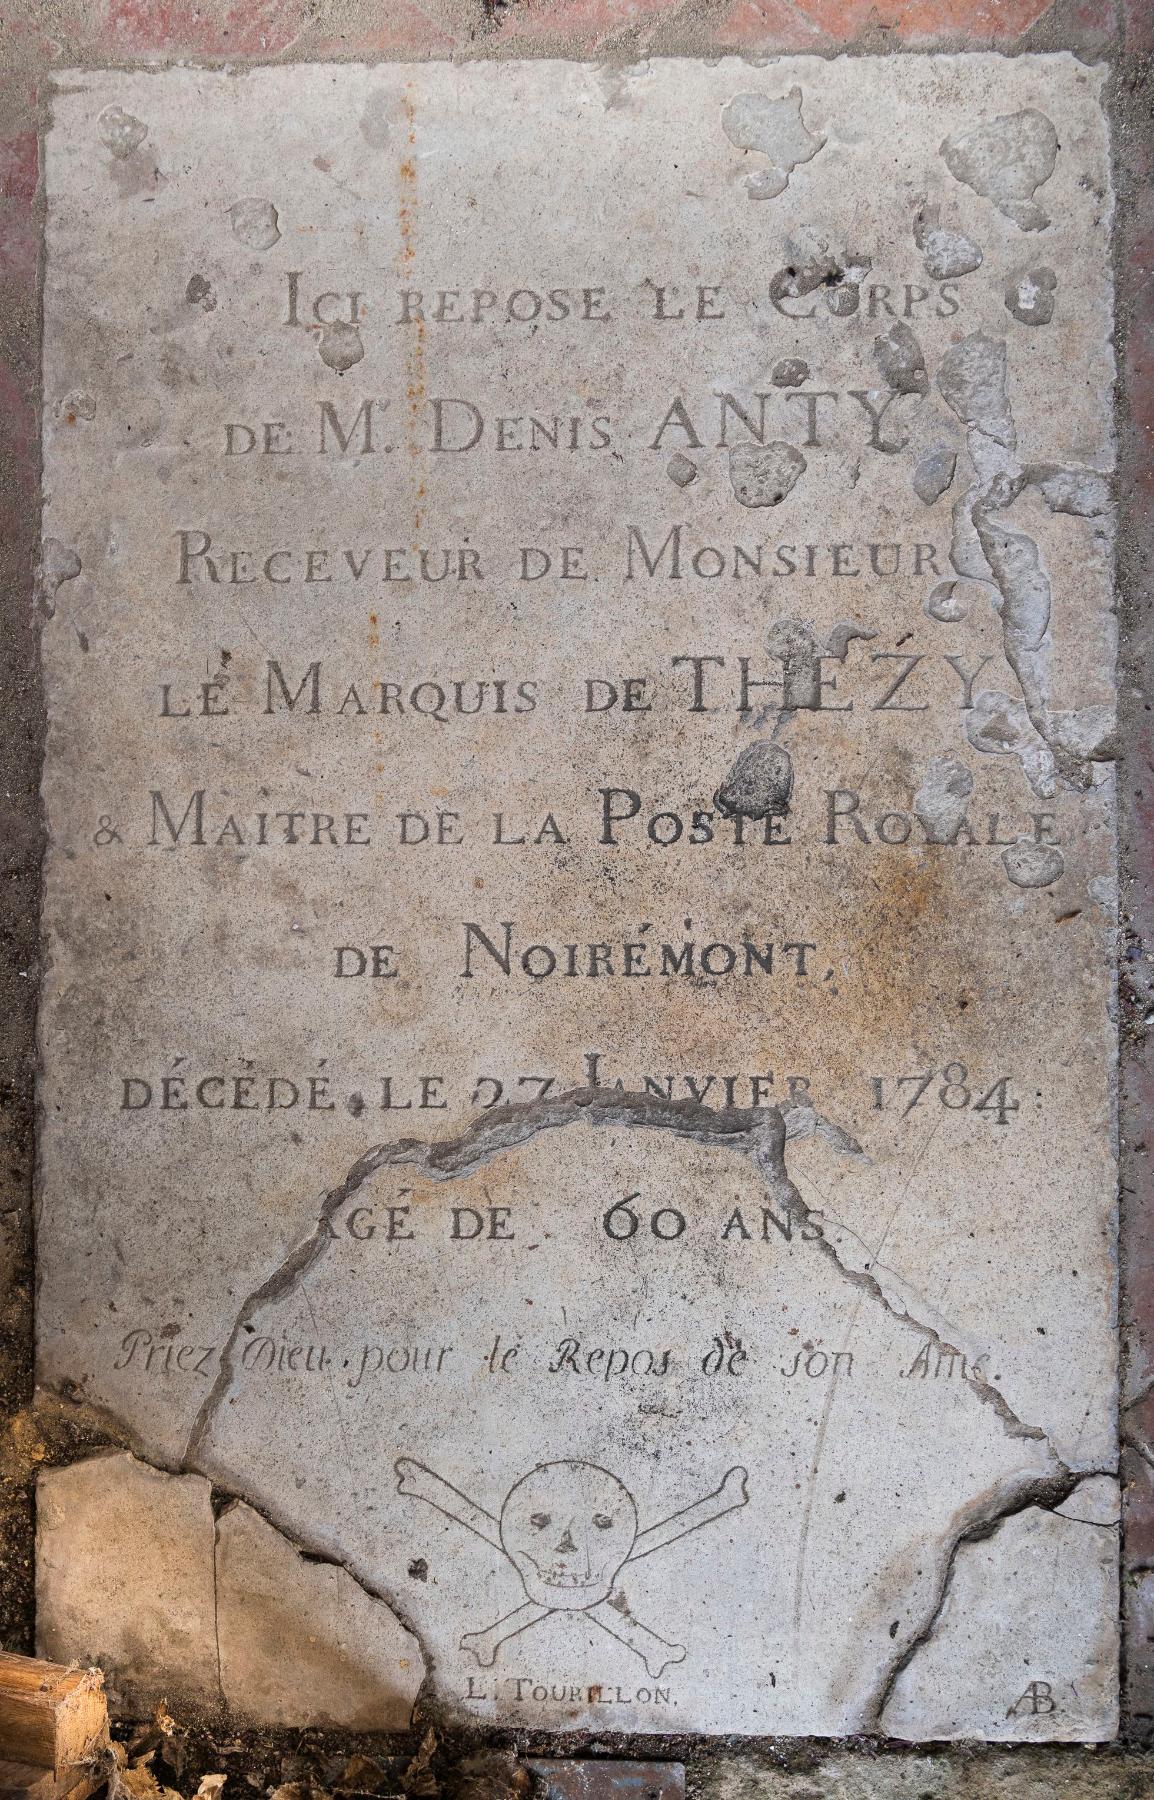 ICI REPOSE LE CORPS
DE M. DENIS ANTY
RECEVEUR DE MONSIEUR
LE MARQUIS DE THEZY
& MAITRE DE LA POSTE ROYALE
DE NOIRÉMONT,
DÉCÉDÉ LE 27 JANVIER 1784
AGÉ DE 60 ANS.
Priez Dieu pour le Repos de son Ame.
L. TOURILLON.
AB.